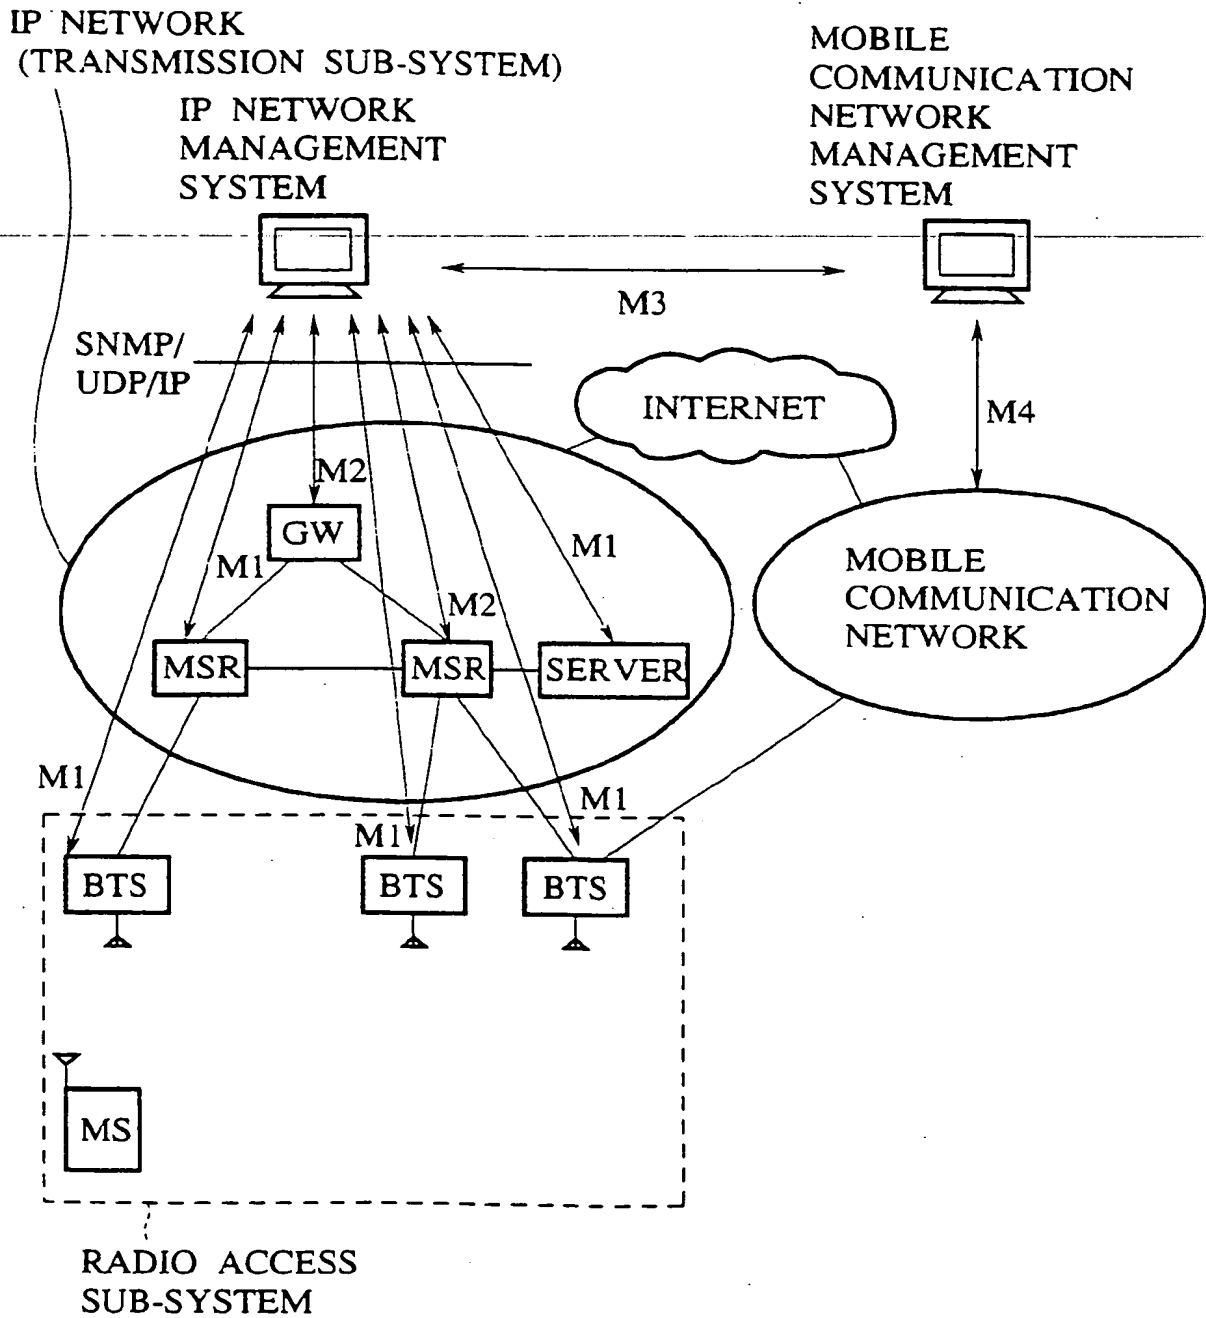 IP NETWORK
(TRANSMISSION SUB-SYSTEM)
IP NETWORK
MANAGEMENT
SYSTEM
MOBILE
COMMUNICATION
NETWORK
MANAGEMENT
SYSTEM
M3
SNMP/
UDP/IP
INTERNET
M4
M2
GW
M1
M1
M2
MOBILE
COMMUNICATION
NETWORK
MSR
MSR
SERVER
M1
M1
M1
BTS
BTS
BTS
MS
RADIO ACCESS
SUB-SYSTEM